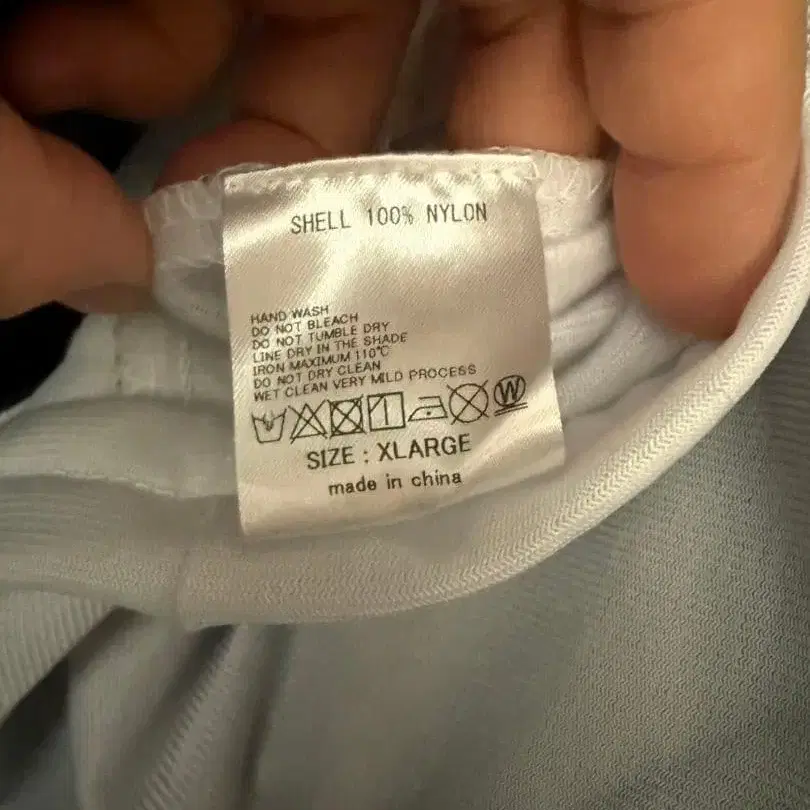 SHELL 100% NYLON
HAND WASH
DO NOT BLEACH
DO NOT TUMBLE DRY
LINE DRY IN THE SHADE
IRON MAXIMUM 110℃
DO NOT DRY CLEAN
WET CLEAN VERY MILD PROCESS
W
SIZE : XLARGE
made in china